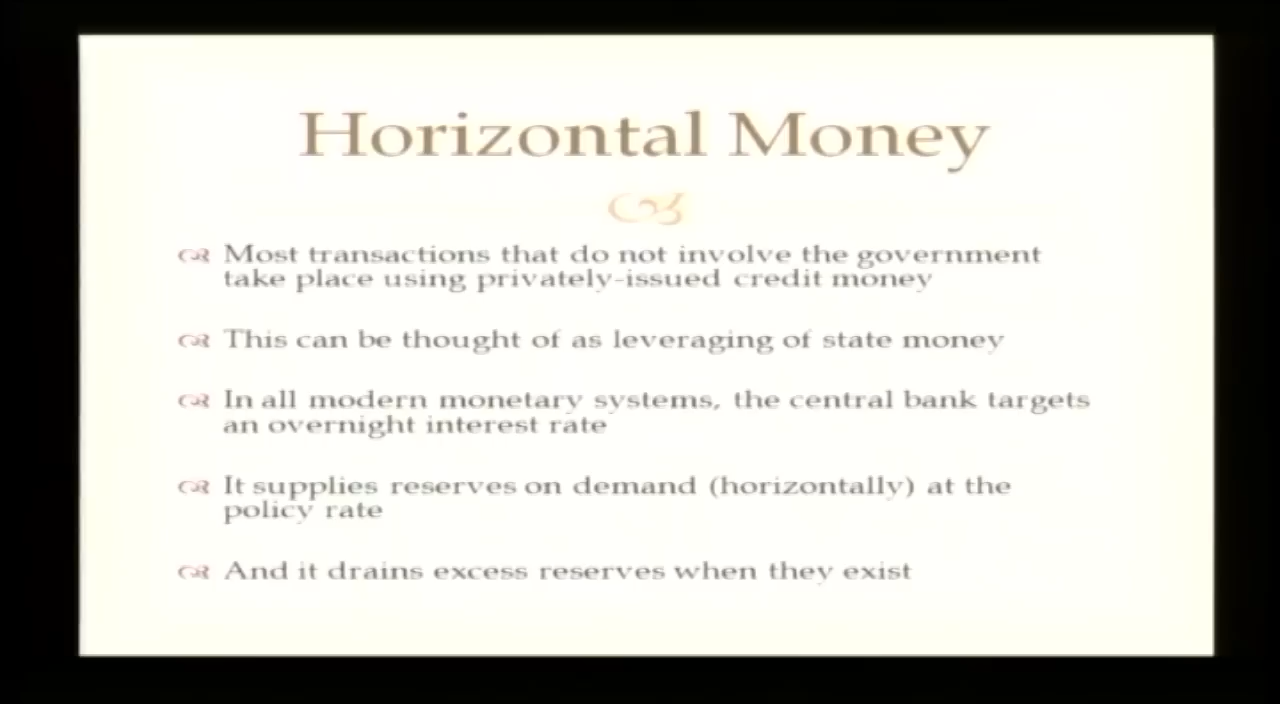 Horizontal Money
Most transactions that do not involve the government
take place using privately-issued credit money
This can be thought of as leveraging of state money
In all modern monetary systems, the central bank targets
an overnight interest rate
It supplies reserves on demand (horizontally) at the
policy rate
And it drains excess reserves when they exist